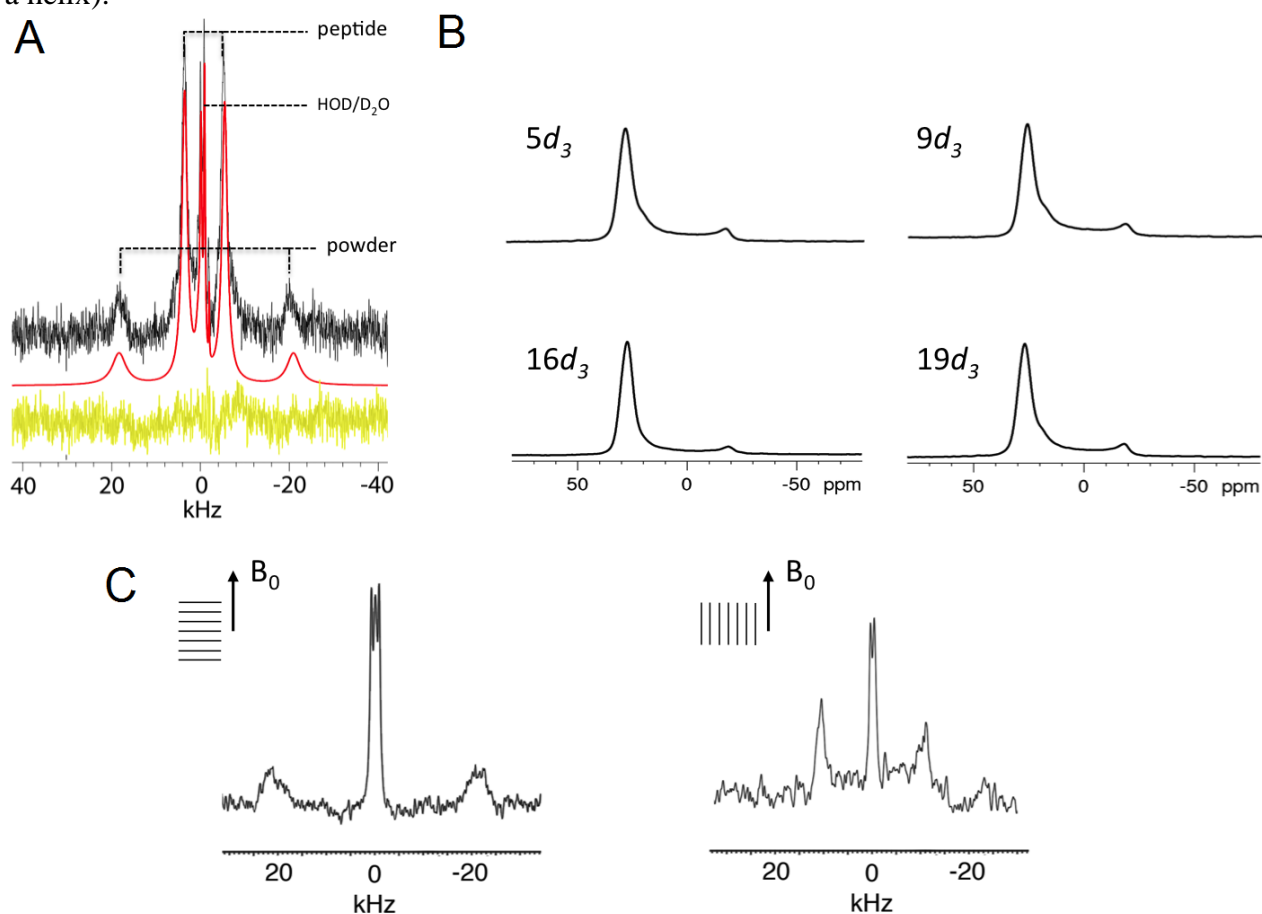 a helix).
A
B
peptide
HOD/D2O
powder
40 20 0 -20 -40
kHz
5d3
9d3
16d3
19d3
50 0 -50 ppm
50 0 -50 ppm
C
B0
B0
20 0 -20
kHz
20 0 -20
kHz